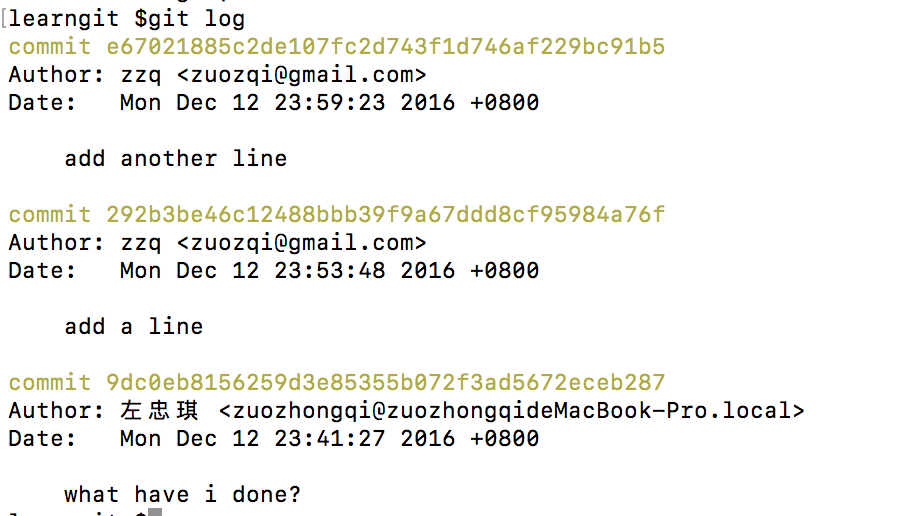 learngit $git log
commit e67021885c2de107fc2d743f1d746af229bc91b5
Author: zzq <zuozqi@gmail.com>
Date:   Mon Dec 12 23:59:23 2016 +0800
add another line
commit 292b3be46c12488bbb39f9a67ddd8cf95984a76f
Author: zzq <zuozqi@gmail.com>
Date:   Mon Dec 12 23:53:48 2016 +0800
add a line
commit 9dc0eb8156259d3e85355b072f3ad5672eceb287
Author: 左忠琪 <zuozhongqi@zuozhongqideMacBook-Pro.local>
Date:   Mon Dec 12 23:41:27 2016 +0800
what have i done?
learngit $